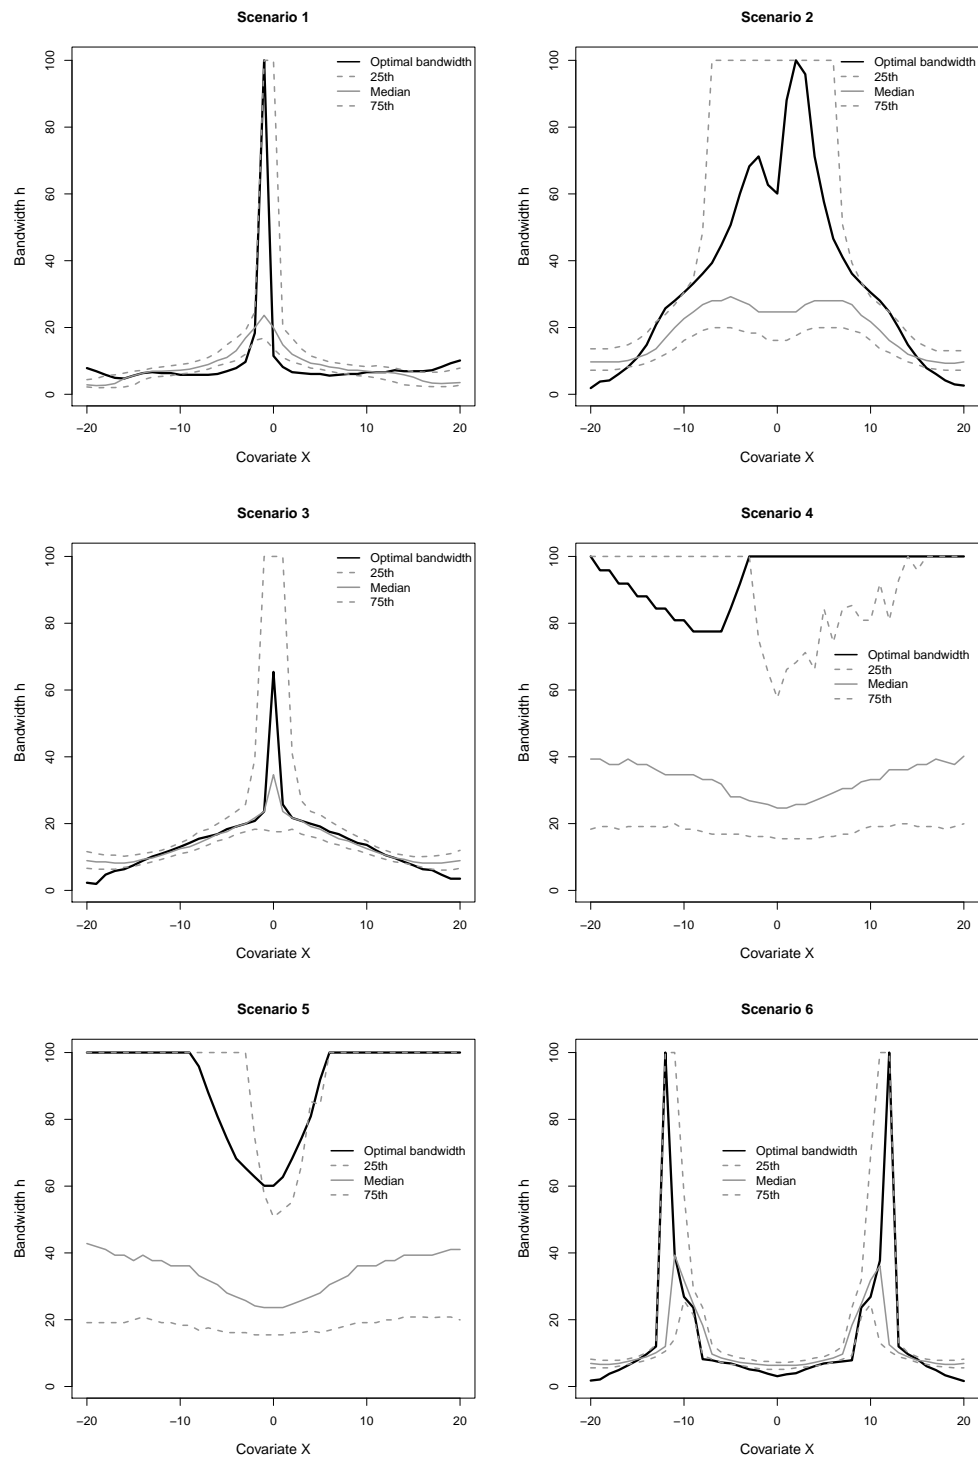 Scenario 1
Optimal bandwidth
25th
Median
75th
Bandwidth h
0 20 40 60 80 100
−20 −10 0 10 20
Covariate X
Scenario 2
Optimal bandwidth
25th
Median
75th
Bandwidth h
0 20 40 60 80 100
−20 −10 0 10 20
Covariate X
Scenario 3
Optimal bandwidth
25th
Median
75th
Bandwidth h
0 20 40 60 80 100
−20 −10 0 10 20
Covariate X
Scenario 4
Optimal bandwidth
25th
Median
75th
Bandwidth h
0 20 40 60 80 100
−20 −10 0 10 20
Covariate X
Scenario 5
Optimal bandwidth
25th
Median
75th
Bandwidth h
0 20 40 60 80 100
−20 −10 0 10 20
Covariate X
Scenario 6
Optimal bandwidth
25th
Median
75th
Bandwidth h
0 20 40 60 80 100
−20 −10 0 10 20
Covariate X